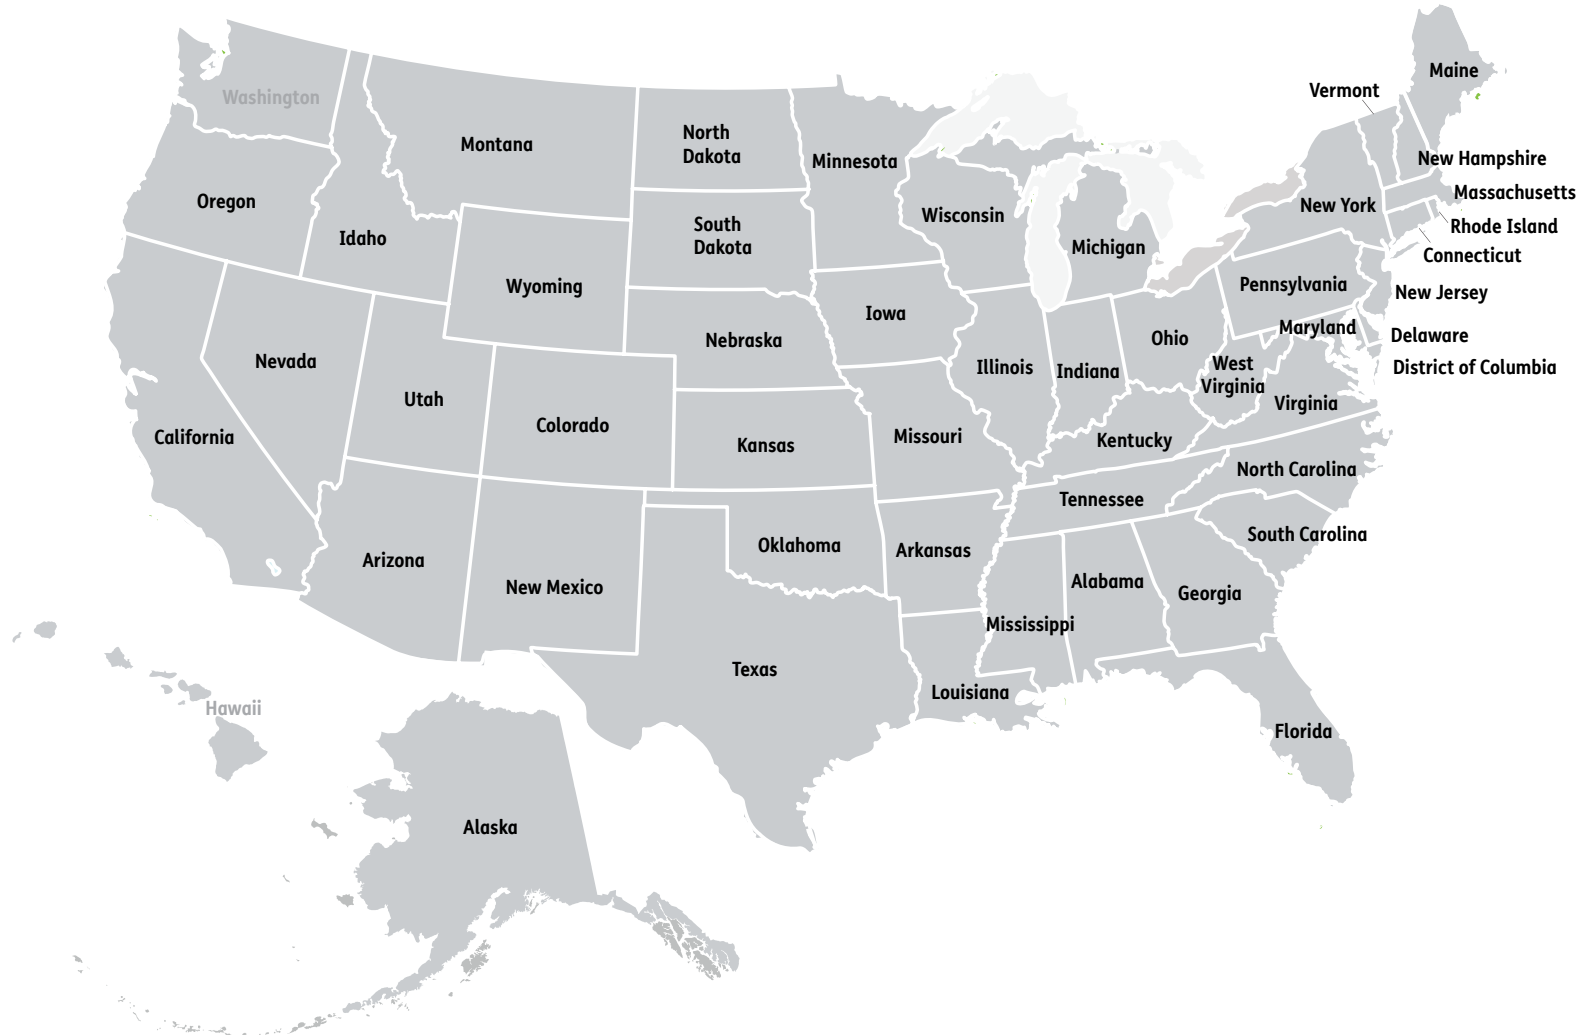 Maine
Vermont
Washington
Montana
North
Dakota
Minnesota
New Hampshire
Massachusetts
Oregon
New York
Wisconsin
Rhode Island
South
Dakota
Idaho
Michigan
Connecticut
Wyoming
Pennsylvania
New Jersey
Iowa
Maryland
Delaware
Nebraska
Ohio
Nevada
Illinois
Indiana
West
Virginia
District of Columbia
Utah
Virginia
Colorado
California
Kansas
Missouri
Kentucky
North Carolina
Tennessee
South Carolina
Oklahoma
Arkansas
Arizona
New Mexico
Alabama
Georgia
Mississippi
Texas
Louisiana
Hawaii
Florida
Alaska